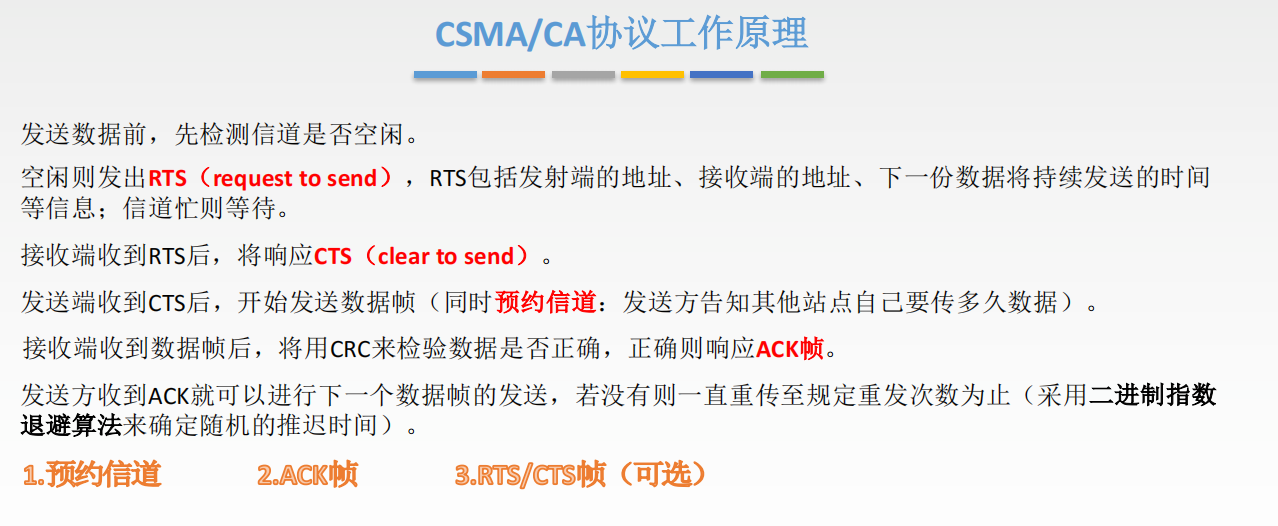 CSMA/CA协议工作原理
发送数据前，先检测信道是否空闲。
空闲则发出RTS（request to send），RTS包括发射端的地址、接收端的地址、下一份数据将持续发送的时间
等信息；信道忙则等待。
接收端收到RTS后，将响应CTS（clear to send）。
发送端收到CTS后，开始发送数据帧（同时预约信道：发送方告知其他站点自己要传多久数据）。
接收端收到数据帧后，将用CRC来检验数据是否正确，正确则响应ACK帧。
发送方收到ACK就可以进行下一个数据帧的发送，若没有则一直重传至规定重发次数为止（采用二进制指数
退避算法来确定随机的推迟时间）。
1.预约信道 2.ACK帧 3.RTS/CTS帧（可选）